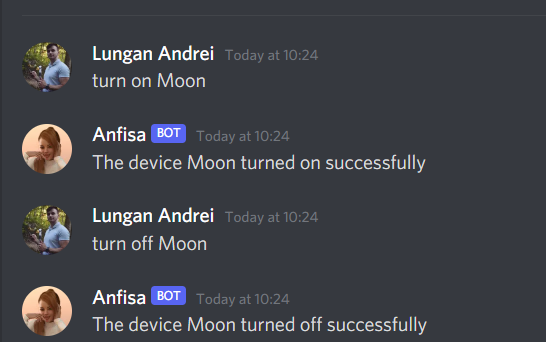 Lungan Andrei Today at 10:24
turn on Moon
Anfisa BOT Today at 10:24
The device Moon turned on successfully
Lungan Andrei Today at 10:24
turn off Moon
Anfisa BOT Today at 10:24
The device Moon turned off successfully